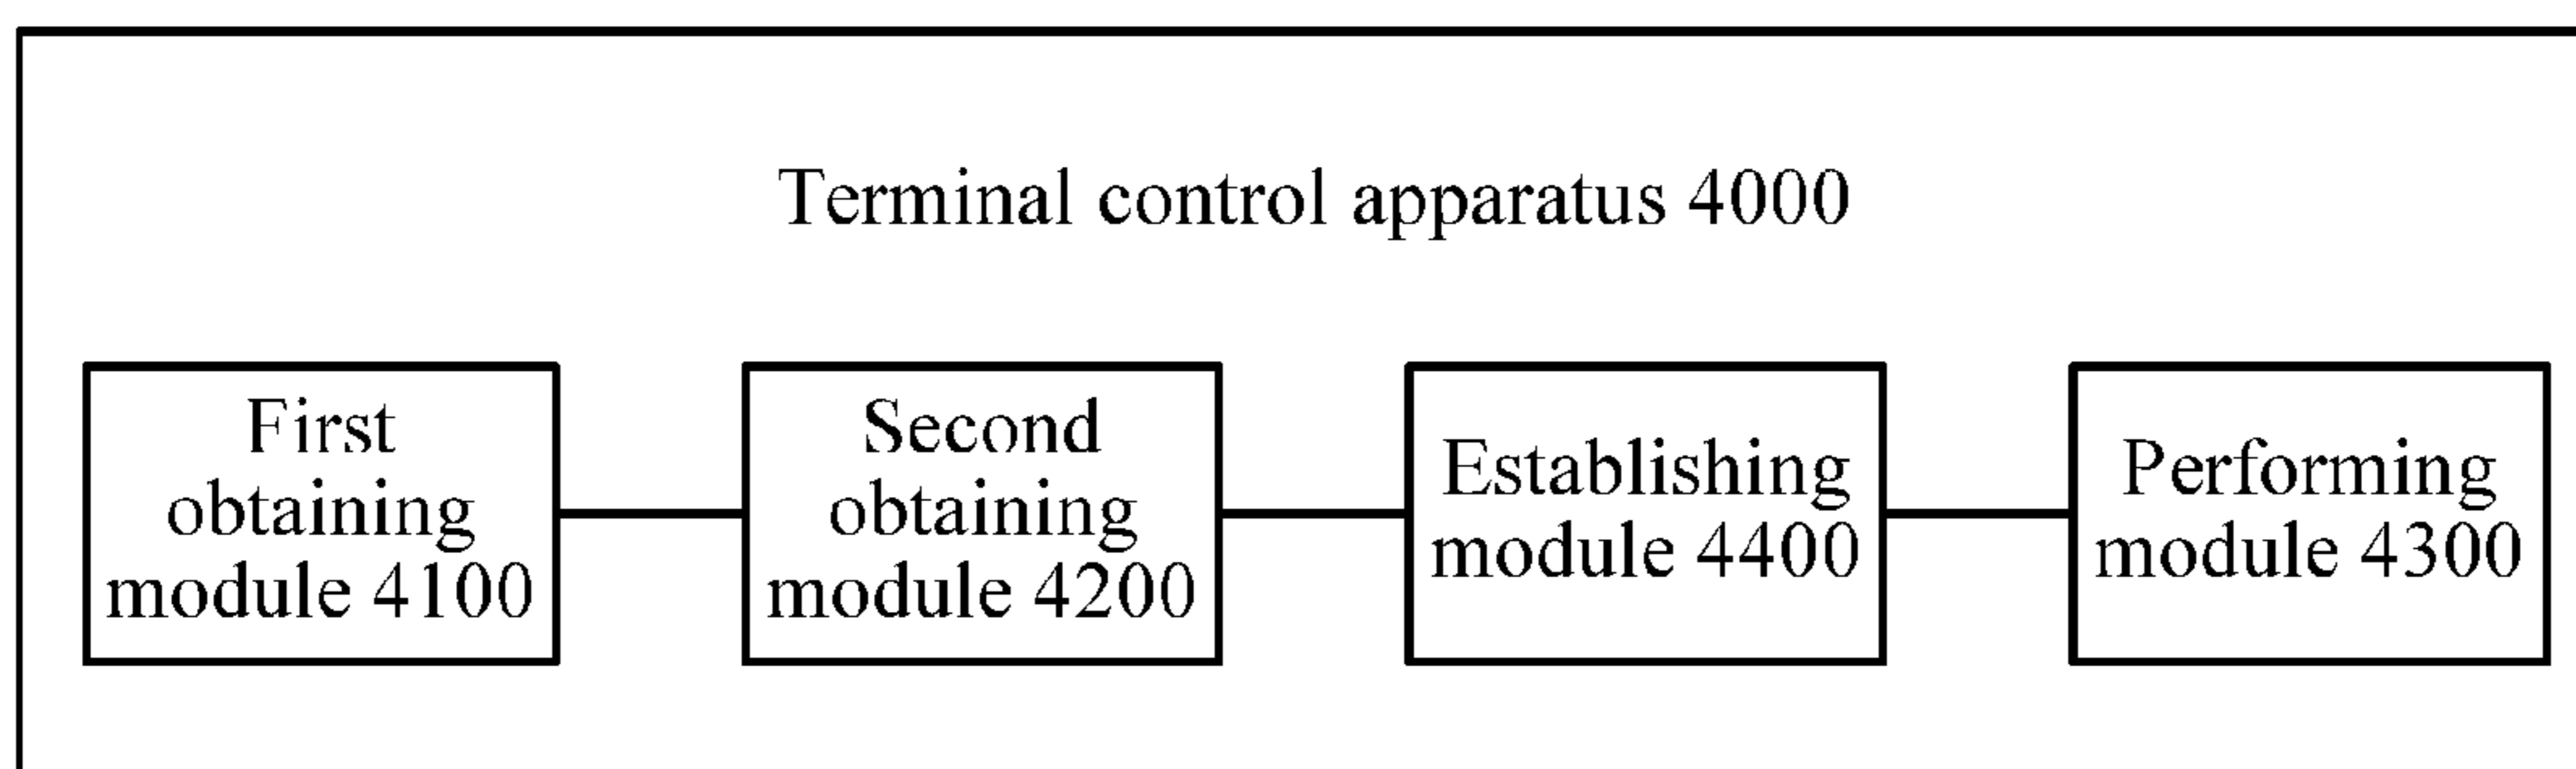 Terminal control apparatus 4000
First
obtaining
module 4100
Second
obtaining
module 4200
Establishing
module 4400
Performing
module 4300